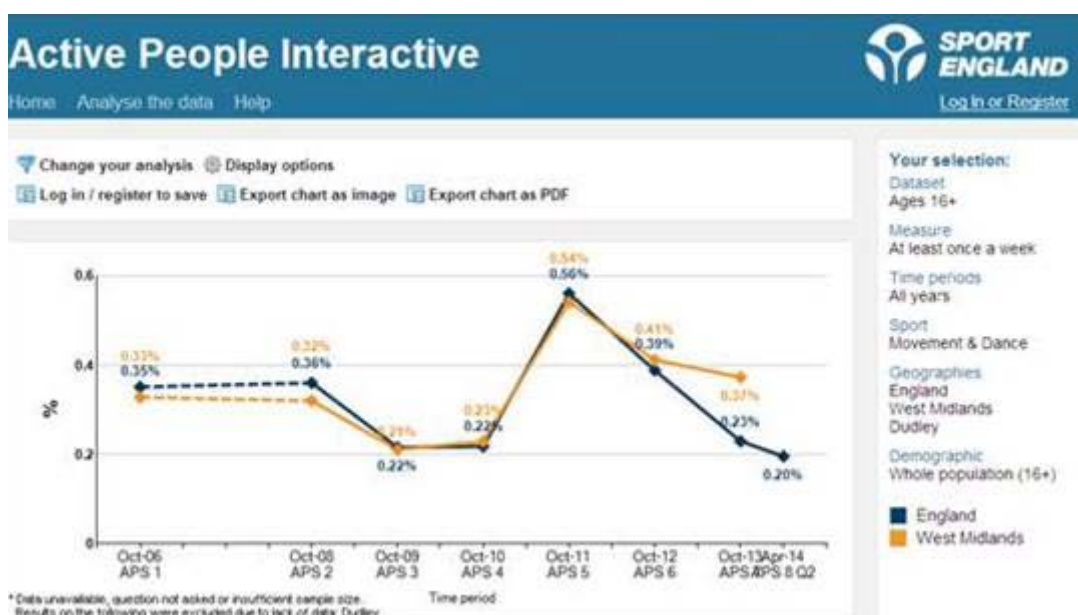 Active People Interactive
SPORT
ENGLAND
Home Analyse the data Help
Log In or Register
Change your analysis Display options
Log in / register to save Export chart as image Export chart as PDF
Your selection:
Dataset
Ages 16+
Measure
At least once a week
Time periods
All years
Sport
Movement & Dance
Geographies
England
West Midlands
Dudley
Demographic
Whole population (16+)
England
West Midlands
%
0.6
0.4
0.2
0
0.33%
0.35%
0.32%
0.36%
0.21%
0.22%
0.23%
0.22%
0.54%
0.56%
0.41%
0.39%
0.37%
0.23%
0.20%
Oct-06 Oct-08 Oct-09 Oct-10 Oct-11 Oct-12 Oct-13 Apr-14
APS 1 APS 2 APS 3 APS 4 APS 5 APS 6 APS APS 8 Q2
* Data unavailable, question not asked or insufficient sample size.
Time period
Results on the following were excluded due to lack of data: Dudley